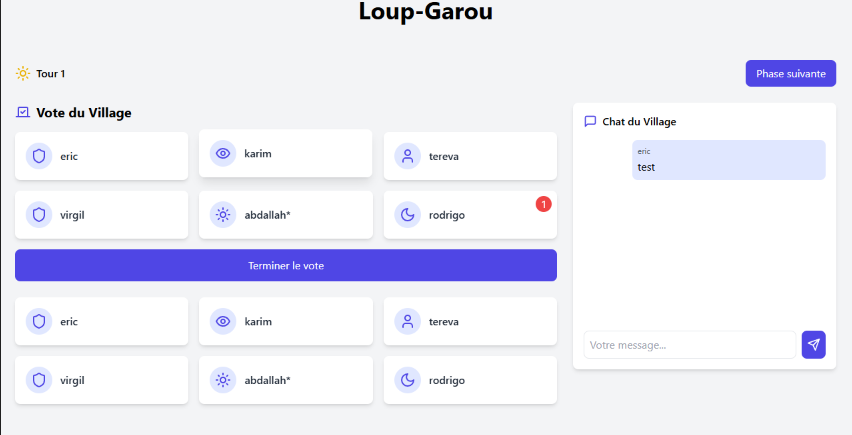 Loup-Garou
Tour 1
Phase suivante
Vote du Village
eric
karim
tereva
virgil
abdallah*
rodrigo
1
Terminer le vote
eric
karim
tereva
virgil
abdallah*
rodrigo
Chat du Village
eric
test
Votre message...